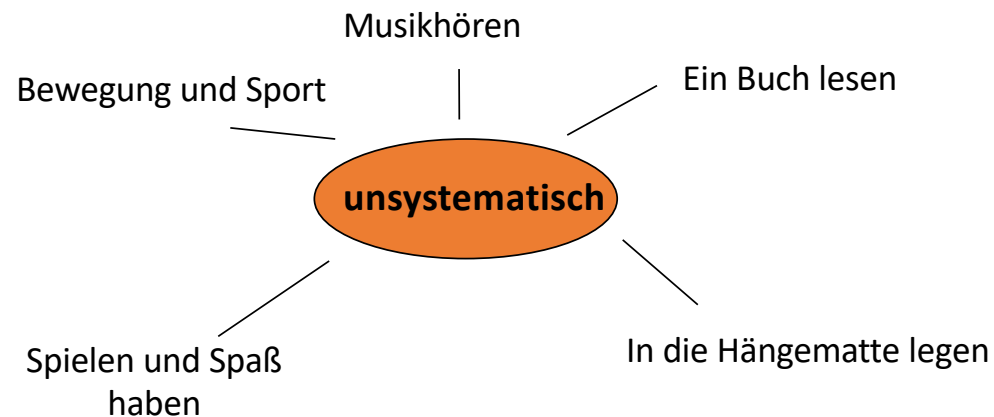 Musikhören
Bewegung und Sport
Ein Buch lesen
unsystematisch
In die Hängematte legen
Spielen und Spaß
haben